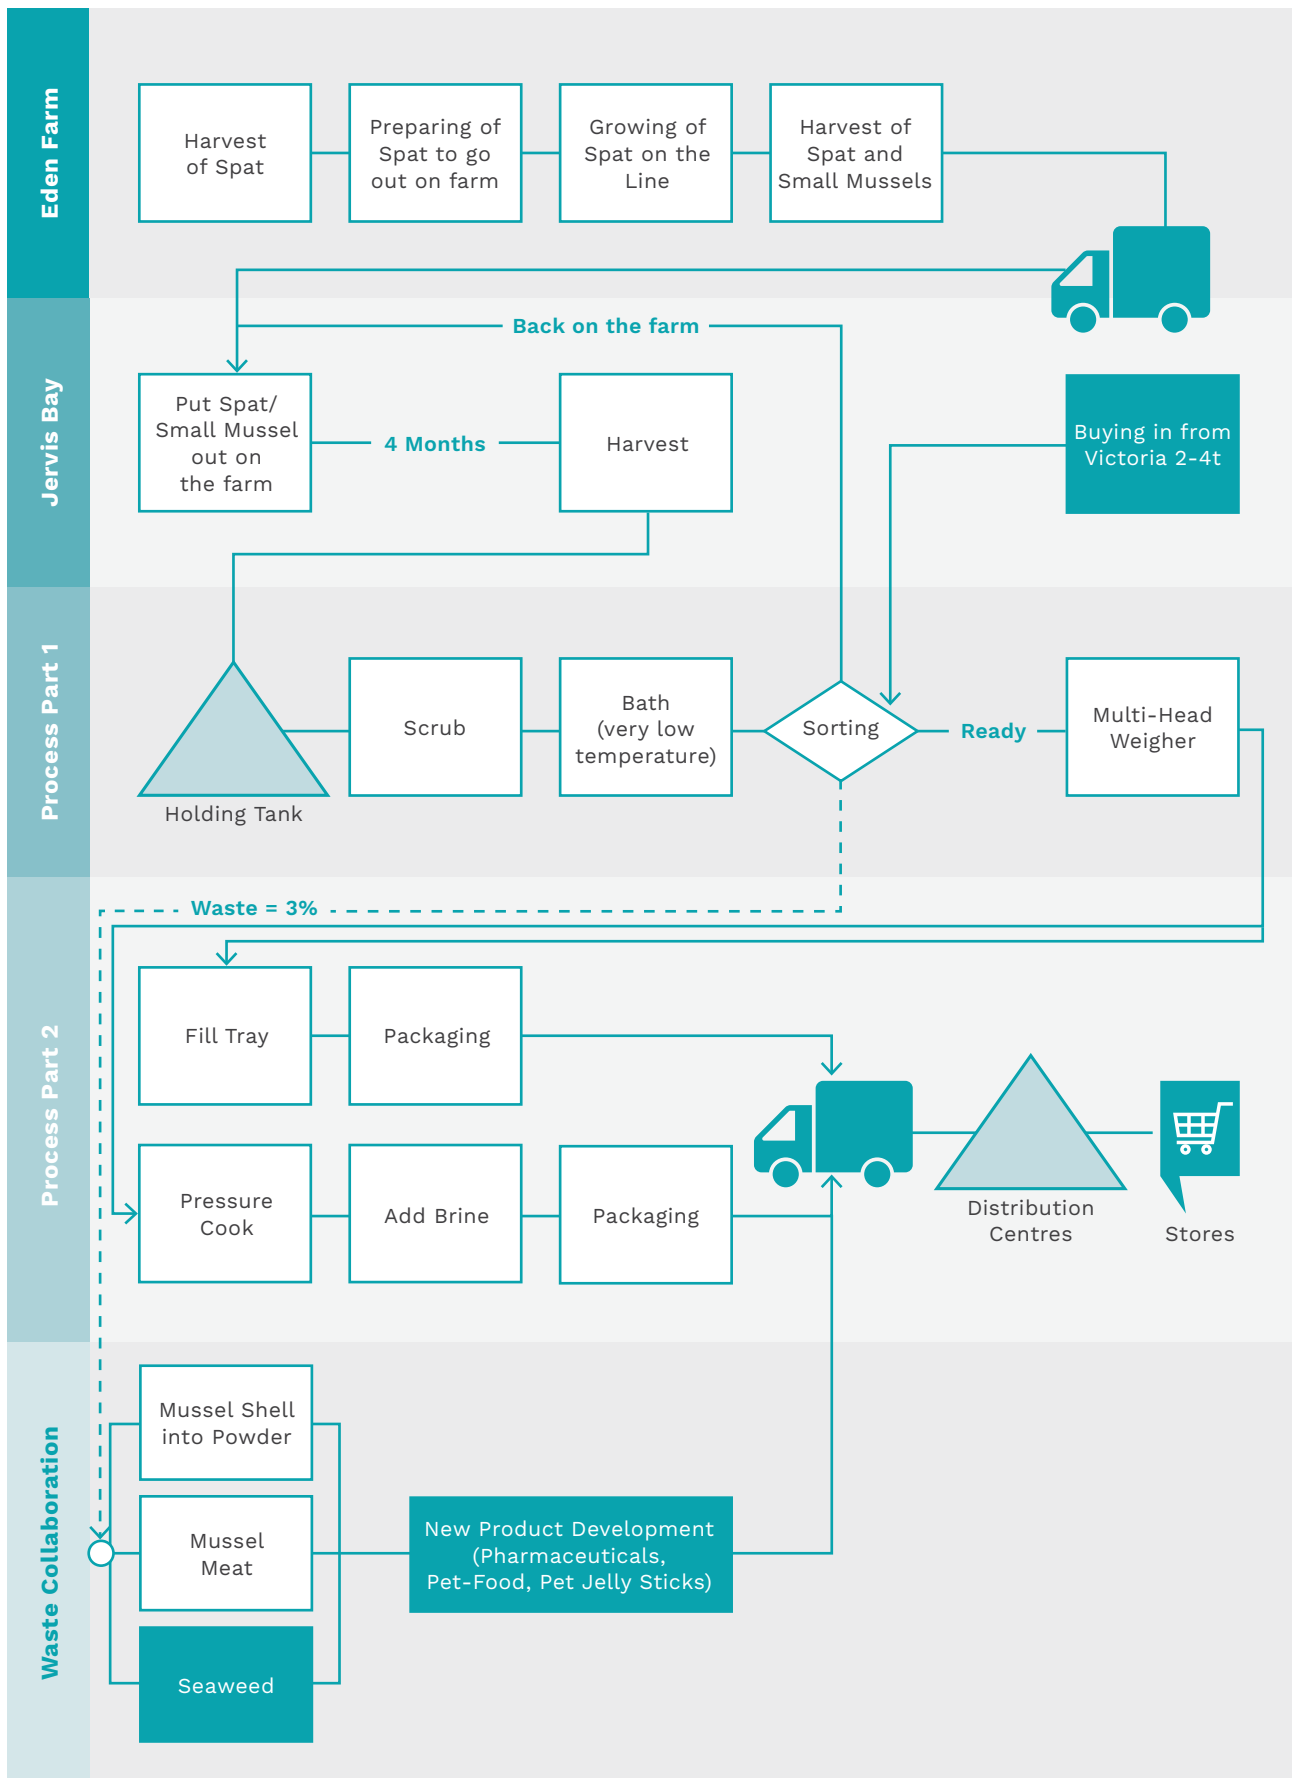 Eden Farm
Harvest
of Spat
Preparing of
Spat to go
out on farm
Growing of
Spat on the
Line
Harvest of
Spat and
Small Mussels
Jervis Bay
Back on the farm
Put Spat/
Small Mussel
out on
the farm
4 Months
Harvest
Buying in from
Victoria 2-4t
Process Part 1
Holding Tank
Scrub
Bath
(very low
temperature)
Sorting
Ready
Multi-Head
Weigher
Process Part 2
Waste = 3%
Fill Tray
Packaging
Pressure
Cook
Add Brine
Packaging
Distribution
Centres
Stores
Waste Collaboration
Mussel Shell
into Powder
Mussel
Meat
Seaweed
New Product Development
(Pharmaceuticals,
Pet-Food, Pet Jelly Sticks)